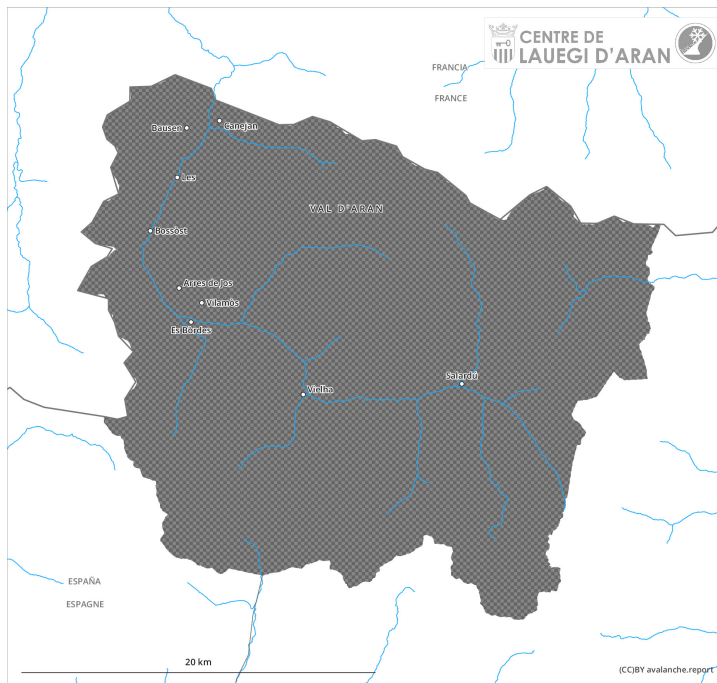 CENTRE DE
LAUEGI D'ARAN
FRANCIA
FRANCE
Bausen
Canejan
Les
VAL D'ARAN
Bossòst
Arres de Jos
Vilamòs
Es Bòrdes
Salardú
Vielha
ESPAÑA
ESPAGNE
20 km
(CC)BY avalanche.report